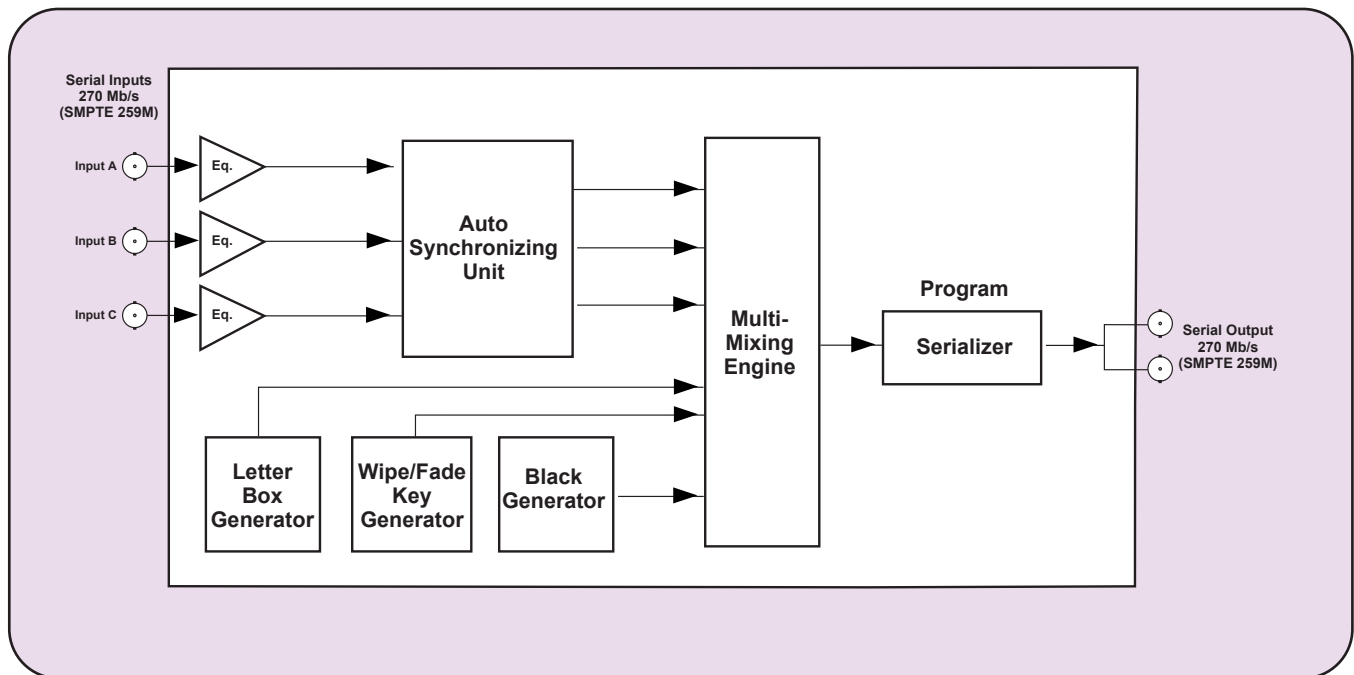 Serial Inputs
270 Mb/s
(SMPTE 259M)
Input A
Eq.
Input B
Eq.
Input C
Eq.
Auto
Synchronizing
Unit
Multi-
Mixing
Engine
Program
Serializer
Serial Output
270 Mb/s
(SMPTE 259M)
Letter
Box
Generator
Wipe/Fade
Key
Generator
Black
Generator